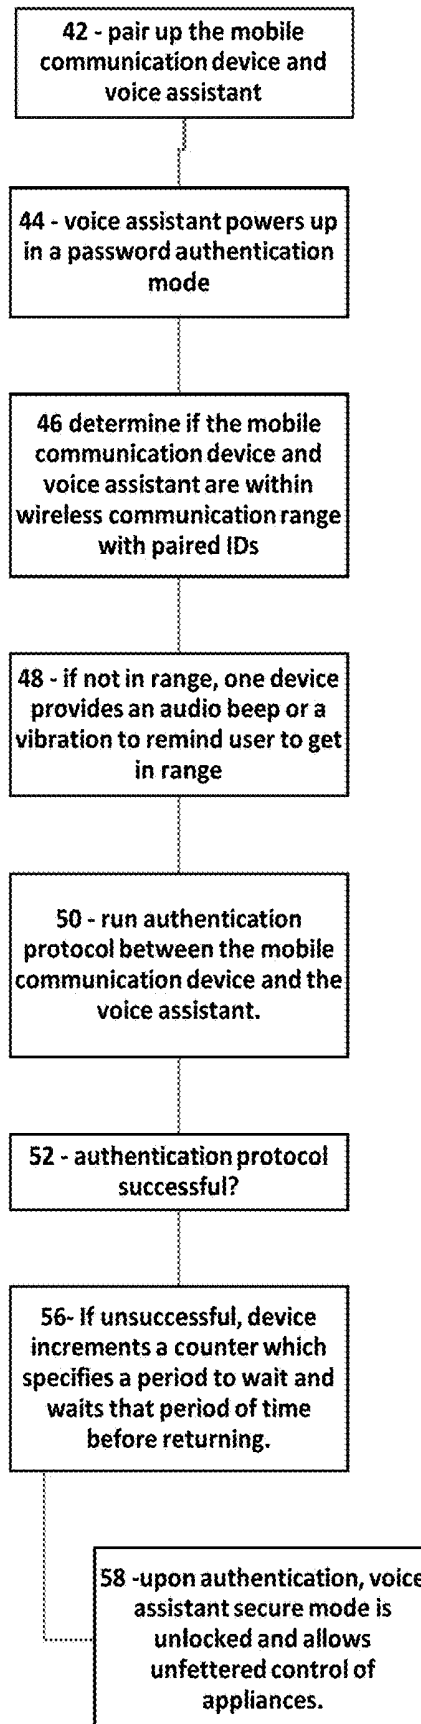 42 - pair up the mobile
communication device and
voice assistant
44 - voice assistant powers up
in a password authentication
mode
46 determine if the mobile
communication device and
voice assistant are within
wireless communication range
with paired IDs
48 - if not in range, one device
provides an audio beep or a
vibration to remind user to get
in range
50 - run authentication
protocol between the mobile
communication device and the
voice assistant.
52 - authentication protocol
successful?
56- If unsuccessful, device
increments a counter which
specifies a period to wait and
waits that period of time
before returning.
58 -upon authentication, voice
assistant secure mode is
unlocked and allows
unfettered control of
appliances.